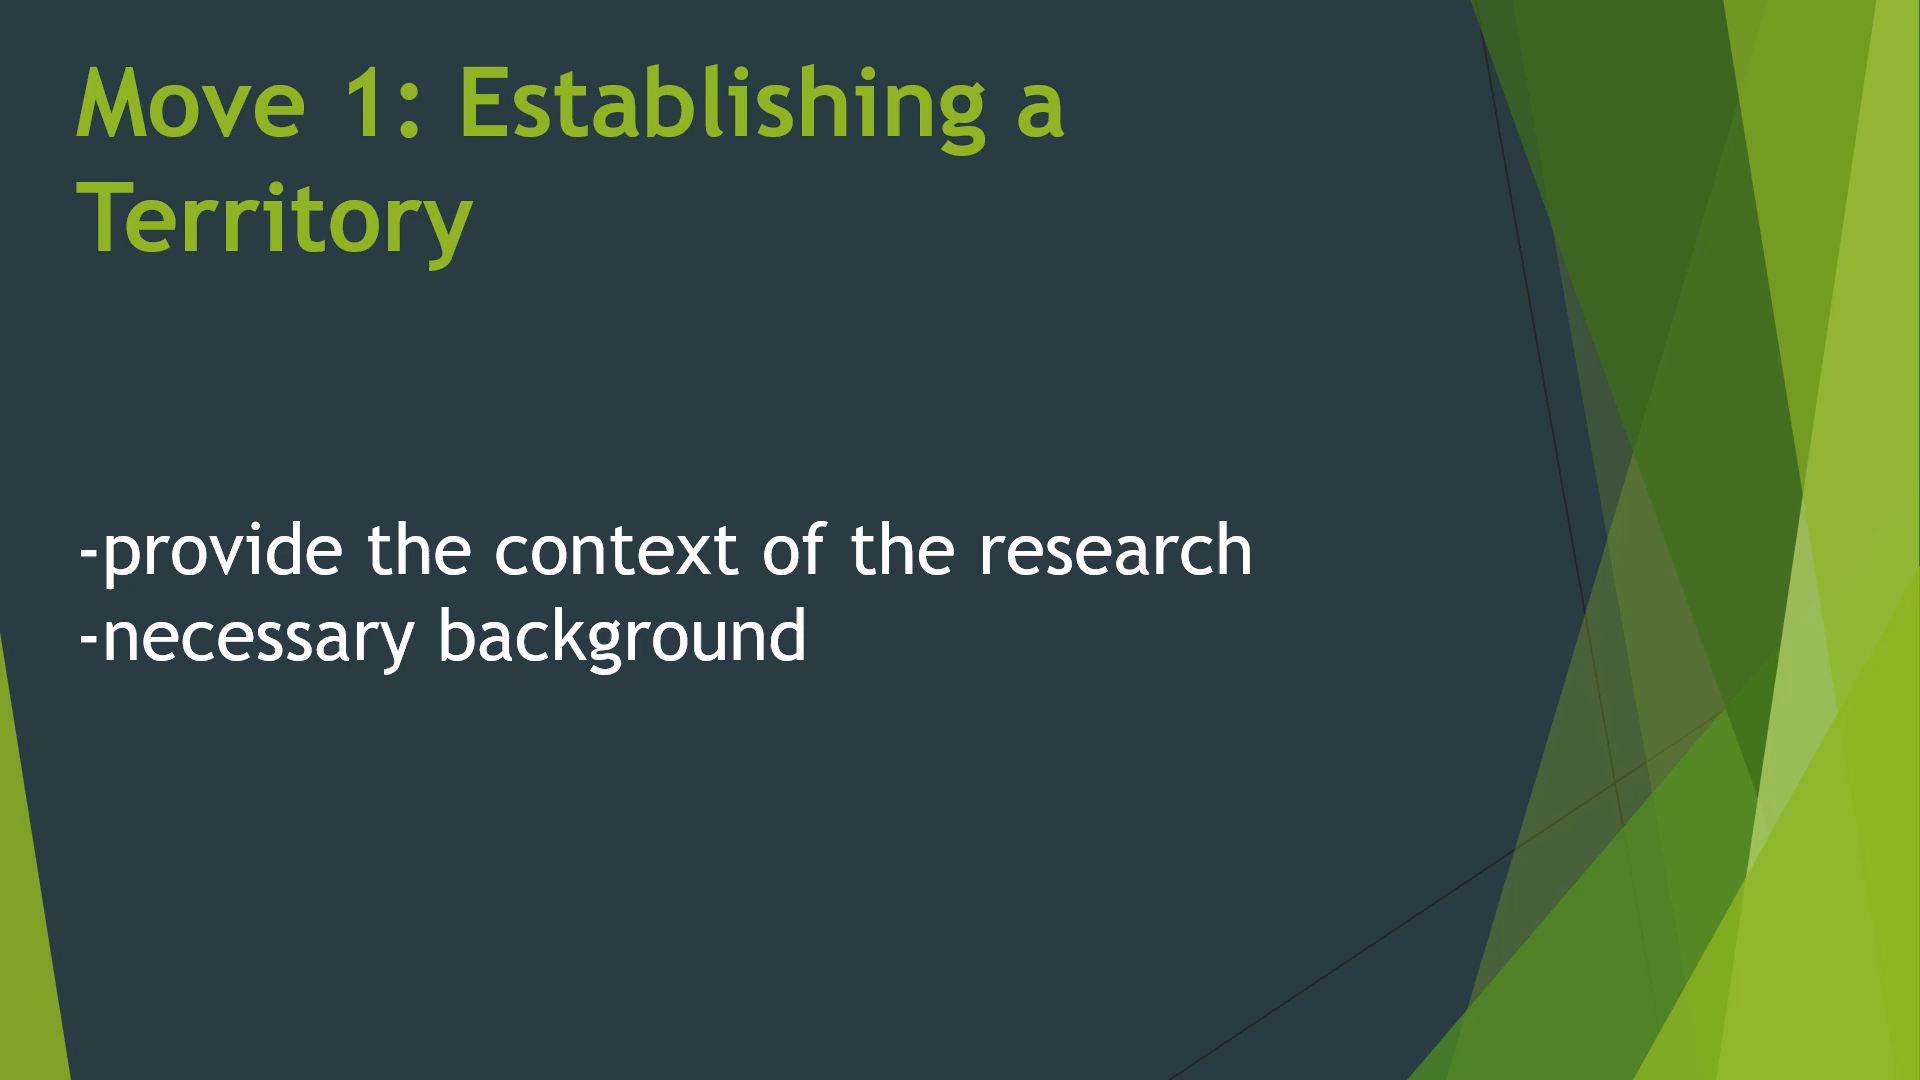 Move 1: Establishing a
Territory
-provide the context of the research
-necessary background